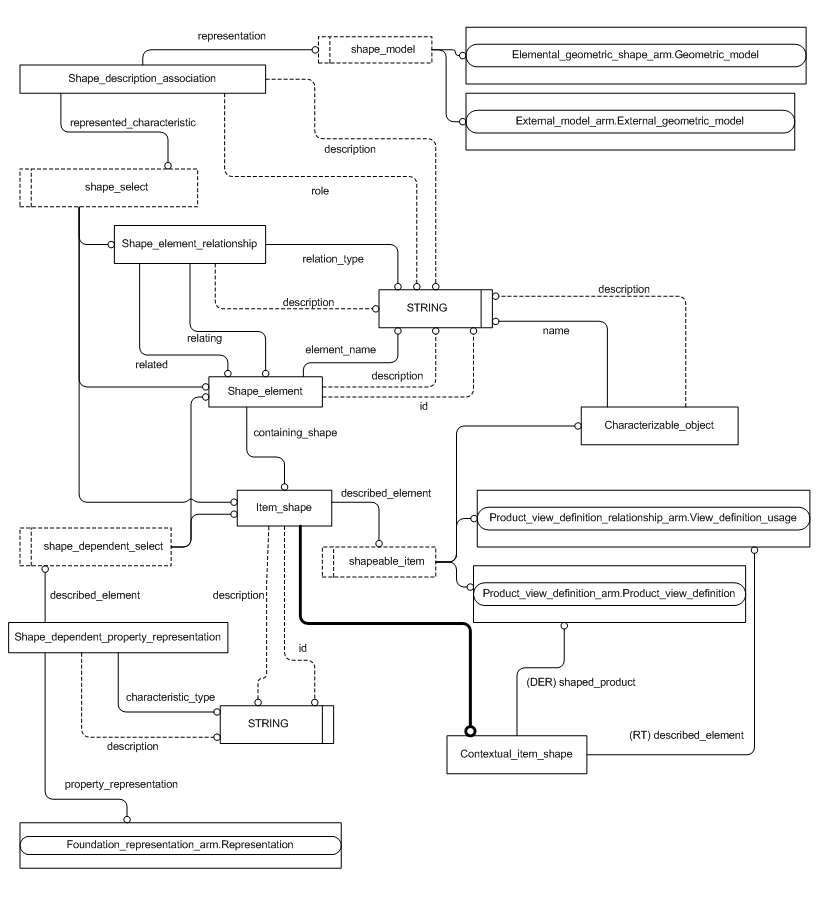 representation
shape_model
Elemental_geometric_shape_arm.Geometric_model
Shape_description_association
External_model_arm.External_geometric_model
represented_characteristic
description
shape_select
role
Shape_element_relationship
relation_type
description
description
STRING
name
relating
element_name
related
description
Shape_element
id
Characterizable_object
containing_shape
described_element
Item_shape
Product_view_definition_relationship_arm.View_definition_usage
shape_dependent_select
shapeable_item
described_element
description
Product_view_definition_arm.Product_view_definition
Shape_dependent_property_representation
id
(DER) shaped_product
characteristic_type
STRING
(RT) described_element
description
Contextual_item_shape
property_representation
Foundation_representation_arm.Representation